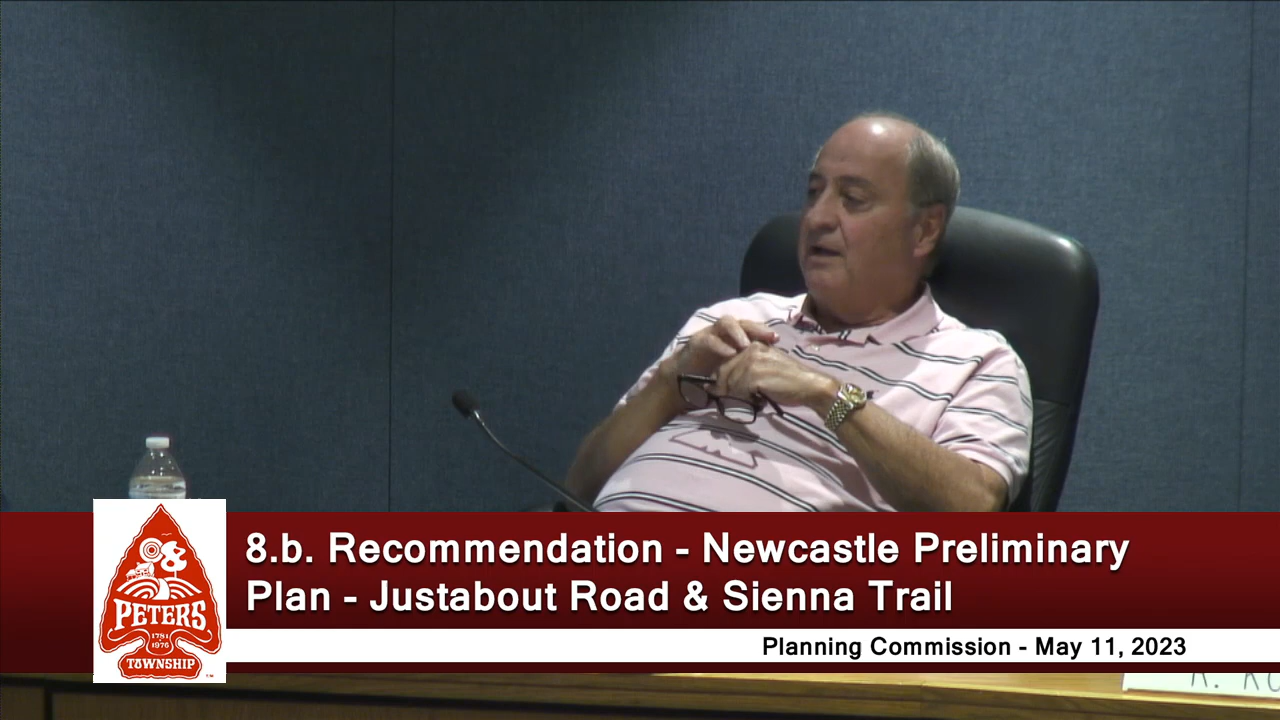 8.b. Recommendation - Newcastle Preliminary
Plan - Justabout Road & Sienna Trail
Planning Commission - May 11, 2023
PETERS
1781
1976
TOWNSHIP